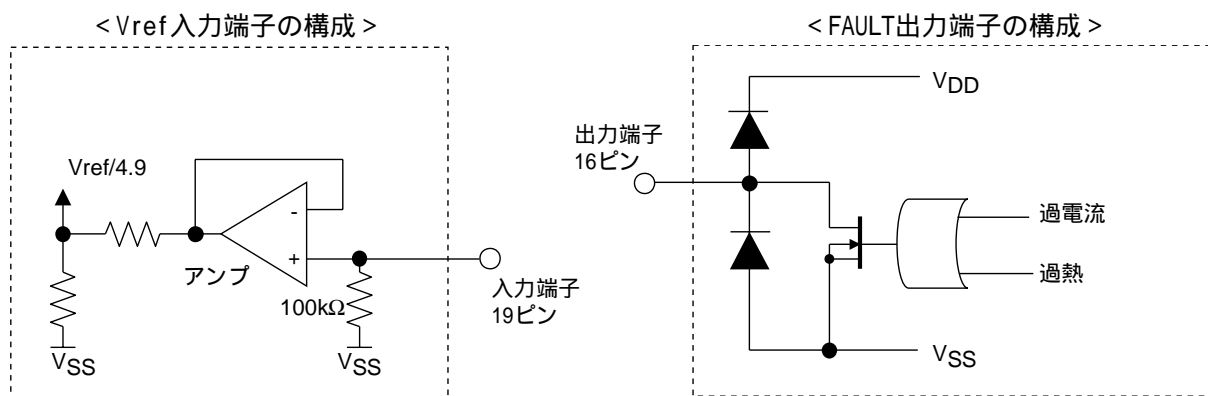 <Vref入力端子の構成>
Vref/4.9
-
+
アンプ
100kΩ
入力端子
19ピン
VSS
VSS
<FAULT出力端子の構成>
VDD
出力端子
16ピン
過電流
過熱
VSS